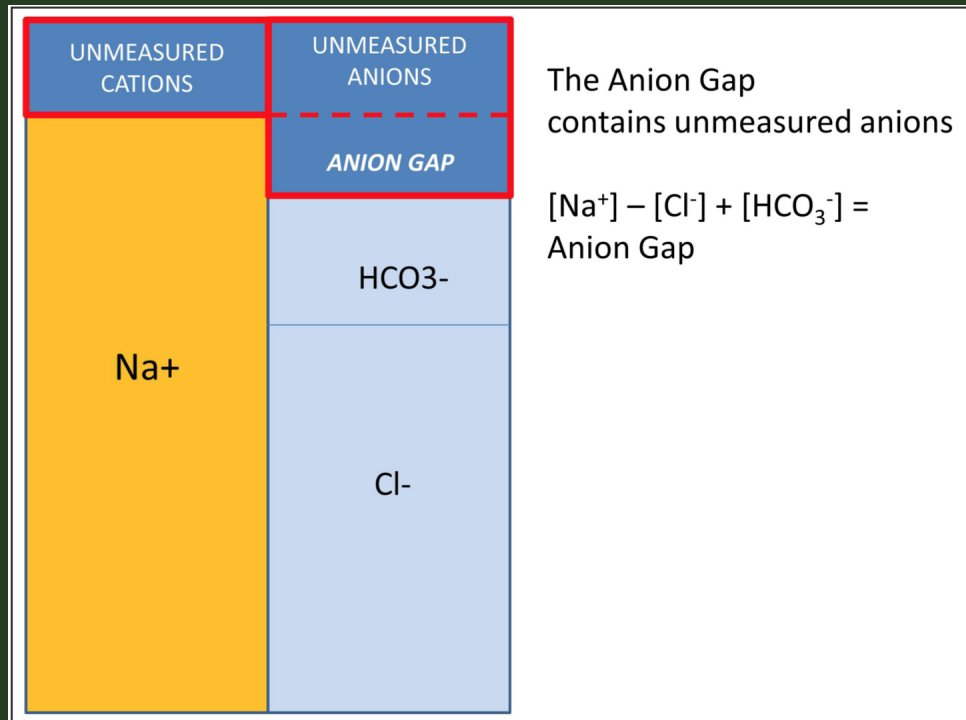 UNMEASURED
CATIONS
UNMEASURED
ANIONS
ANION GAP
HCO3-
Na+
Cl-
The Anion Gap
contains unmeasured anions
[Na⁺] – [Cl⁻] + [HCO₃⁻] =
Anion Gap